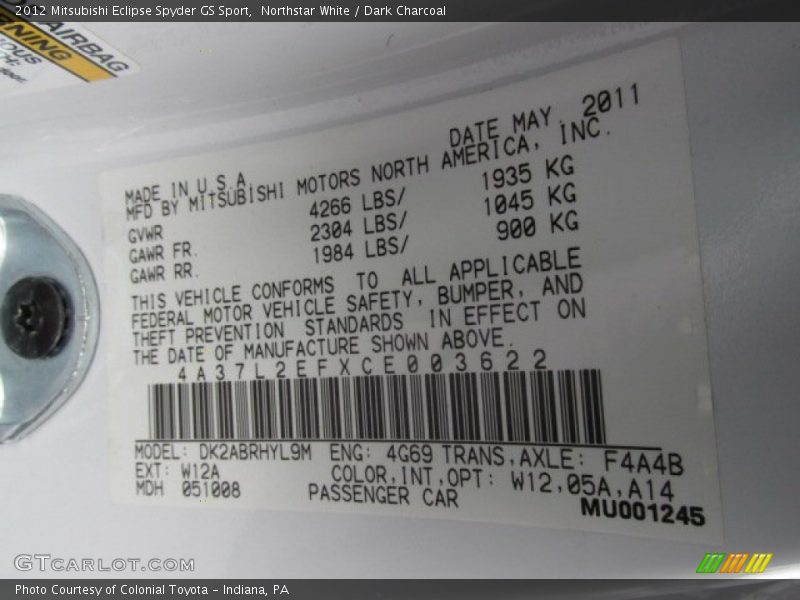 2012 Mitsubishi Eclipse Spyder GS Sport,  Northstar White / Dark Charcoal
AIRBAG
MADE IN U.S.A
DATE MAY. 2011
MFD BY MITSUBISHI MOTORS NORTH AMERICA, INC.
GVWR 4266 LBS/ 1935 KG
GAWR FR. 2304 LBS/ 1045 KG
GAWR RR. 1984 LBS/ 900 KG
THIS VEHICLE CONFORMS TO ALL APPLICABLE
FEDERAL MOTOR VEHICLE SAFETY, BUMPER, AND
THEFT PREVENTION STANDARDS IN EFFECT ON
THE DATE OF MANUFACTURE SHOWN ABOVE.
4A37L2EFXCE003622
MODEL: DK2ABRHYL9M ENG: 4G69 TRANS,AXLE: F4A4B
EXT: W12A COLOR,INT,OPT: W12,05A,A14
MDH 051008 PASSENGER CAR
MU001245
GTCARLOT.COM
Photo Courtesy of Colonial Toyota - Indiana, PA